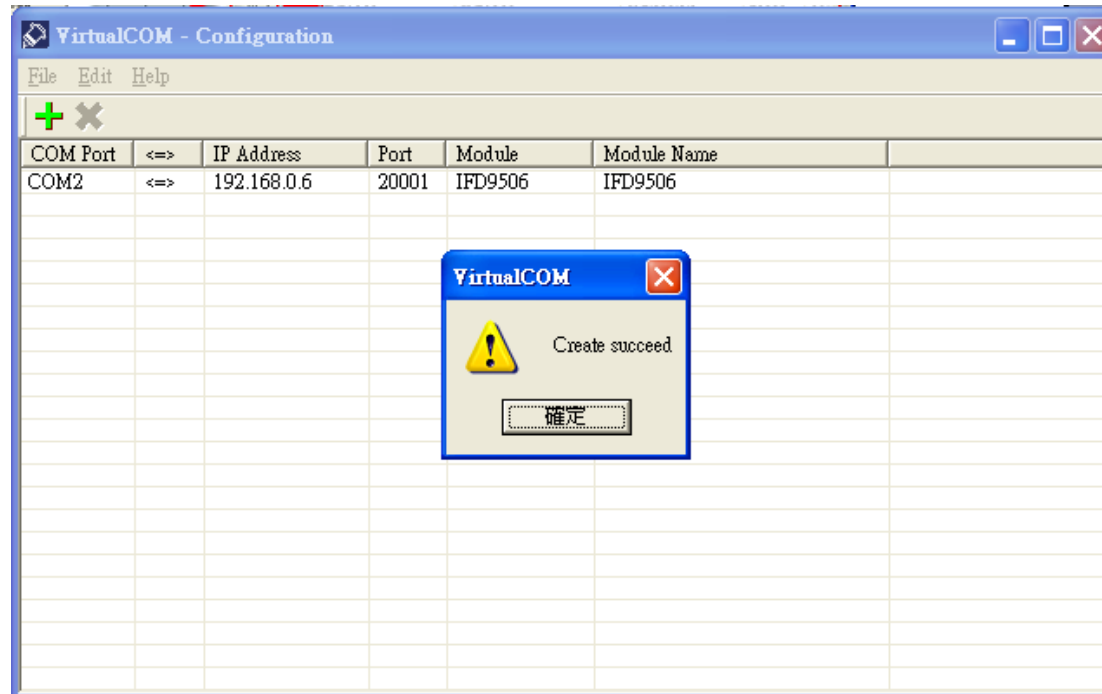 VirtualCOM - Configuration
File Edit Help
COM Port <=> IP Address Port Module Module Name
COM2 <=> 192.168.0.6 20001 IFD9506 IFD9506
VirtualCOM
Create succeed
確定